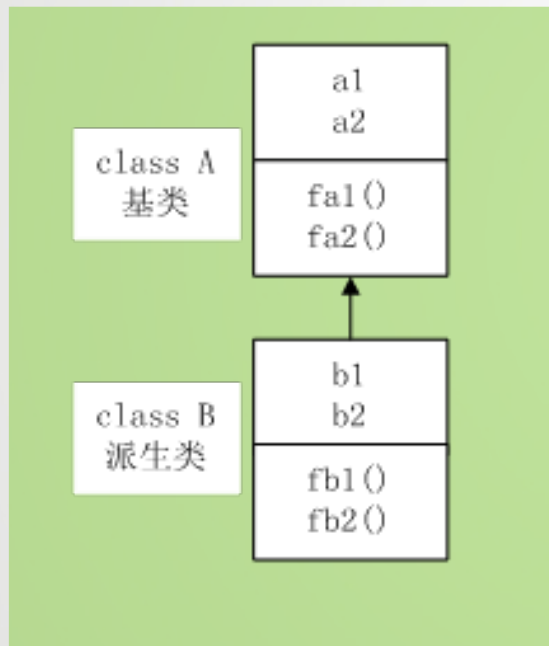 a1
a2
class A
基类
fa1()
fa2()
b1
b2
class B
派生类
fb1()
fb2()